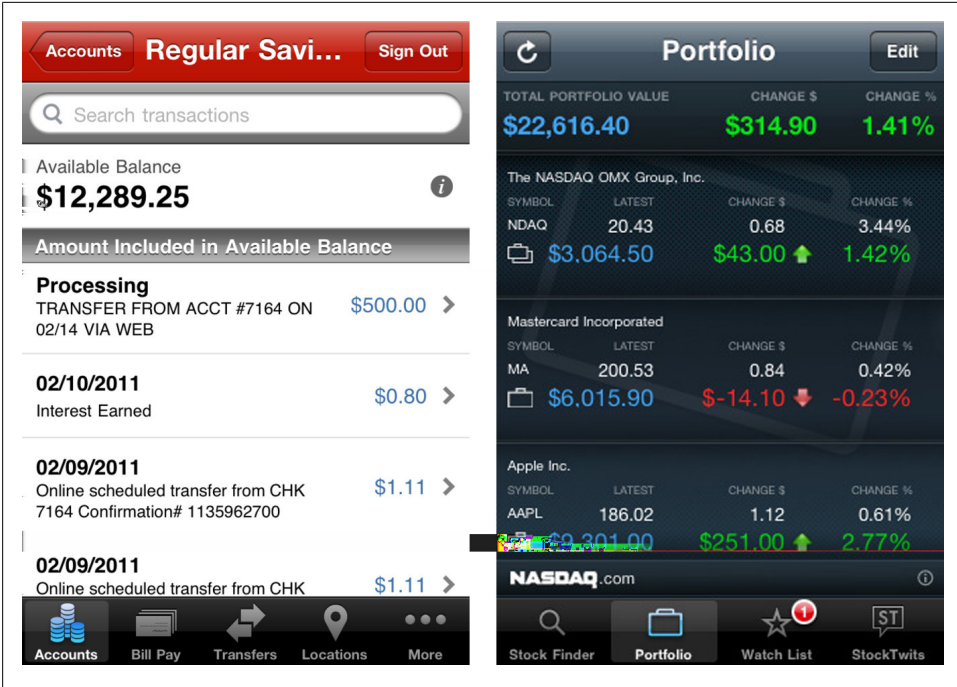 Accounts Regular Savi... Sign Out
Search transactions
Available Balance
$12,289.25
Amount Included in Available Balance
Processing
TRANSFER FROM ACCT #7164 ON
02/14 VIA WEB
$500.00
02/10/2011
Interest Earned
$0.80
02/09/2011
Online scheduled transfer from CHK
7164 Confirmation# 1135962700
$1.11
02/09/2011
Online scheduled transfer from CHK
$1.11
Accounts Bill Pay Transfers Locations More
Portfolio Edit
TOTAL PORTFOLIO VALUE CHANGE $ CHANGE %
$22,616.40 $314.90 1.41%
The NASDAQ OMX Group, Inc.
SYMBOL LATEST CHANGE $ CHANGE %
NDAQ 20.43 0.68 3.44%
$3,064.50 $43.00 1.42%
Mastercard Incorporated
SYMBOL LATEST CHANGE $ CHANGE %
MA 200.53 0.84 0.42%
$6,015.90 $-14.10 -0.23%
Apple Inc.
SYMBOL LATEST CHANGE $ CHANGE %
AAPL 186.02 1.12 0.61%
$9,301.00 $251.00 2.77%
NASDAQ.com
1
ST
Stock Finder Portfolio Watch List StockTwits